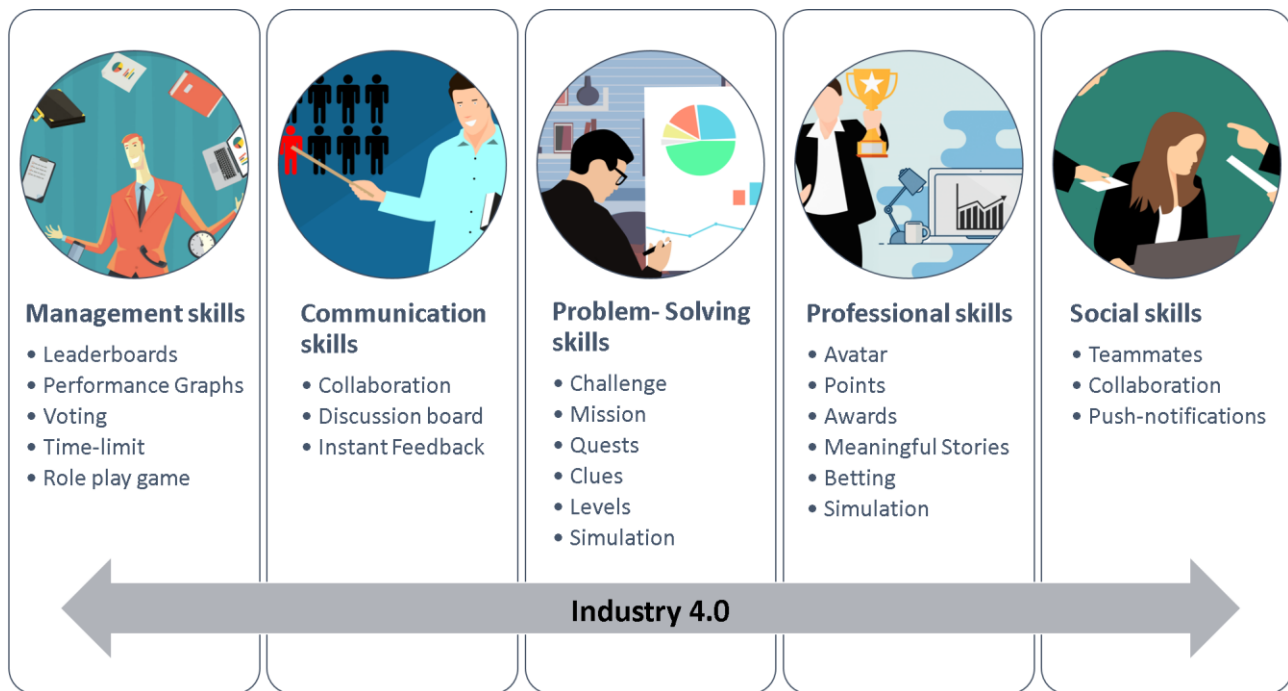 Management skills
• Leaderboards
• Performance Graphs
• Voting
• Time-limit
• Role play game
Communication
skills
• Collaboration
• Discussion board
• Instant Feedback
Problem- Solving
skills
• Challenge
• Mission
• Quests
• Clues
• Levels
• Simulation
Professional skills
• Avatar
• Points
• Awards
• Meaningful Stories
• Betting
• Simulation
Social skills
• Teammates
• Collaboration
• Push-notifications
Industry 4.0